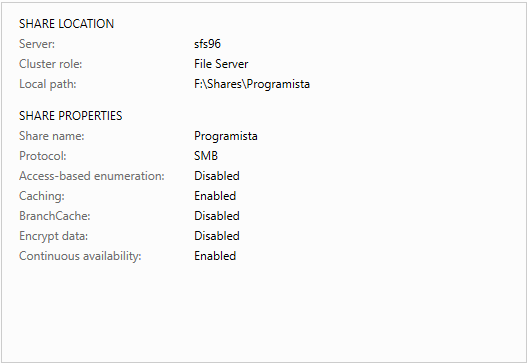 SHARE LOCATION
Server: sfs96
Cluster role: File Server
Local path: F:\Shares\Programista
SHARE PROPERTIES
Share name: Programista
Protocol: SMB
Access-based enumeration: Disabled
Caching: Enabled
BranchCache: Disabled
Encrypt data: Disabled
Continuous availability: Enabled